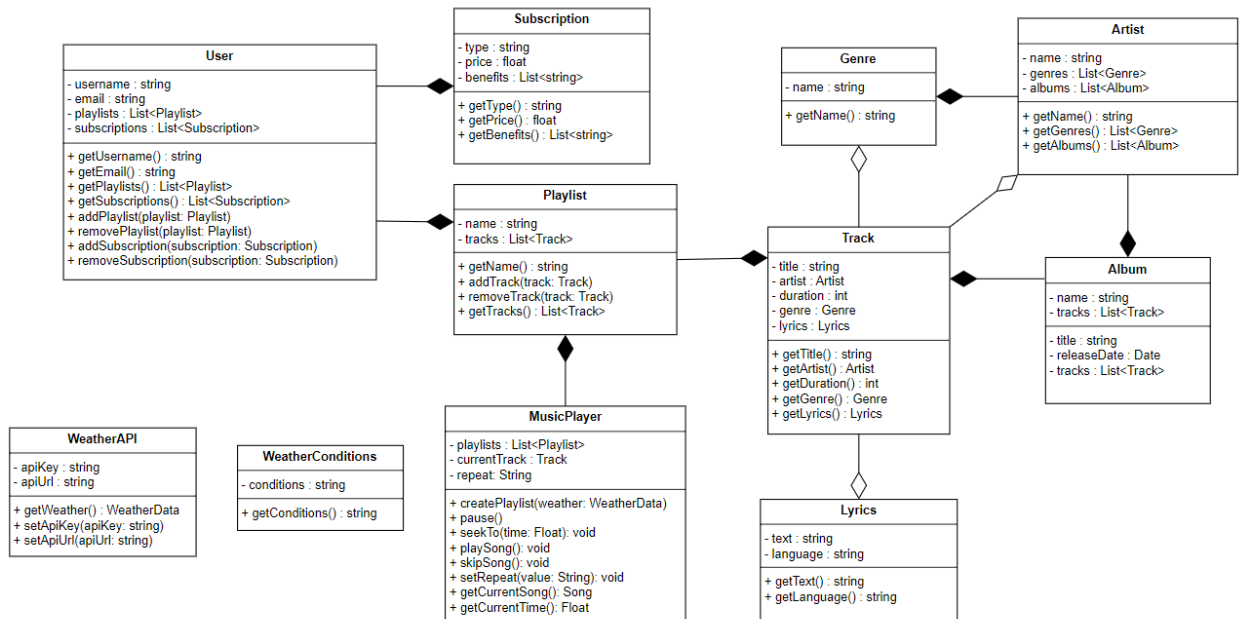 Subscription
- type : string
- price : float
- benefits : List<string>
+ getType() : string
+ getPrice() : float
+ getBenefits() : List<string>
Artist
- name : string
- genres : List<Genre>
- albums : List<Album>
+ getName() : string
+ getGenres() : List<Genre>
+ getAlbums() : List<Album>
User
- username : string
- email : string
- playlists : List<Playlist>
- subscriptions : List<Subscription>
+ getUsername() : string
+ getEmail() : string
+ getPlaylists() : List<Playlist>
+ getSubscriptions() : List<Subscription>
+ addPlaylist(playlist: Playlist)
+ removePlaylist(playlist: Playlist)
+ addSubscription(subscription: Subscription)
+ removeSubscription(subscription: Subscription)
Genre
- name : string
+ getName() : string
Playlist
- name : string
- tracks : List<Track>
+ getName() : string
+ addTrack(track: Track)
+ removeTrack(track: Track)
+ getTracks() : List<Track>
Track
- title : string
- artist : Artist
- duration : int
- genre : Genre
- lyrics : Lyrics
+ getTitle() : string
+ getArtist() : Artist
+ getDuration() : int
+ getGenre() : Genre
+ getLyrics() : Lyrics
Album
- name : string
- tracks : List<Track>
- title : string
- releaseDate : Date
- tracks : List<Track>
MusicPlayer
- playlists : List<Playlist>
- currentTrack : Track
- repeat: String
+ createPlaylist(weather: WeatherData)
+ pause()
+ seekTo(time: Float): void
+ playSong(): void
+ skipSong(): void
+ setRepeat(value: String): void
+ getCurrentSong(): Song
+ getCurrentTime(): Float
WeatherAPI
- apiKey : string
- apiUrl : string
+ getWeather() : WeatherData
+ setApiKey(apiKey: string)
+ setApiUrl(apiUrl: string)
WeatherConditions
- conditions : string
+ getConditions() : string
Lyrics
- text : string
- language : string
+ getText() : string
+ getLanguage() : string